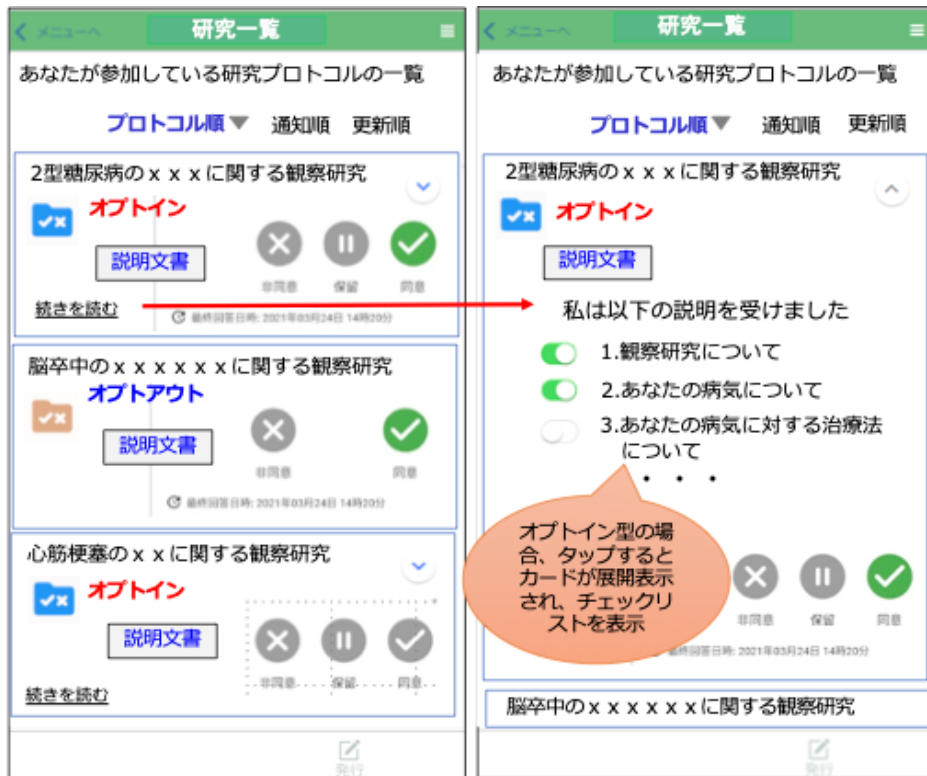 メニューへ
研究一覧
あなたが参加している研究プロトコルの一覧
プロトコル順▼ 通知順 更新順
2型糖尿病のｘｘｘに関する観察研究
オプトイン
説明文書
非同意 保留 同意
続きを読む
最終回答日時: 2021年03月24日 14時20分
脳卒中のｘｘｘｘｘｘに関する観察研究
オプトアウト
説明文書
非同意 同意
最終回答日時: 2021年03月24日 14時20分
心筋梗塞のｘｘに関する観察研究
オプトイン
説明文書
非同意 保留 同意
続きを読む
発行
メニューへ
研究一覧
あなたが参加している研究プロトコルの一覧
プロトコル順▼ 通知順 更新順
2型糖尿病のｘｘｘに関する観察研究
オプトイン
説明文書
私は以下の説明を受けました
1.観察研究について
2.あなたの病気について
3.あなたの病気に対する治療法
について
・・・
オプトイン型の場
合、タップすると
カードが展開表示
され、チェックリ
ストを表示
非同意 保留 同意
最終回答日時: 2021年03月24日 14時20分
脳卒中のｘｘｘｘｘｘに関する観察研究
発行